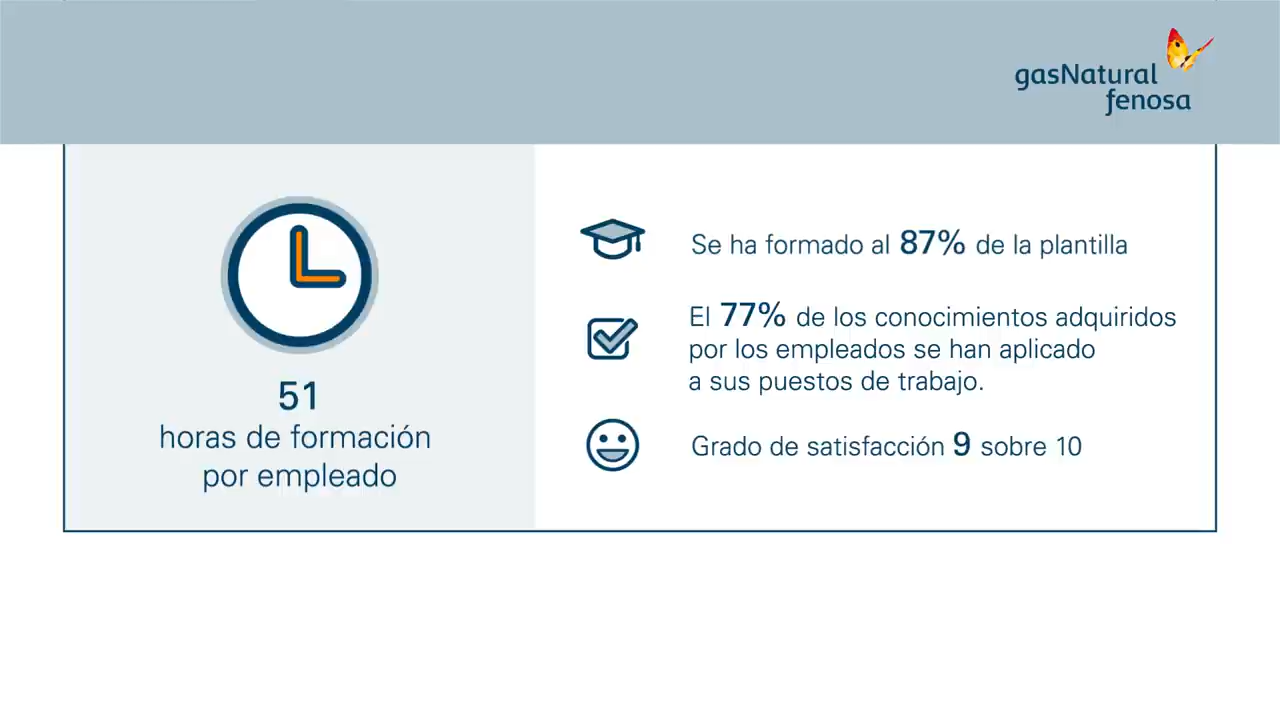 gasNatural
fenosa
51
horas de formación
por empleado
Se ha formado al 87% de la plantilla
El 77% de los conocimientos adquiridos
por los empleados se han aplicado
a sus puestos de trabajo.
Grado de satisfacción 9 sobre 10